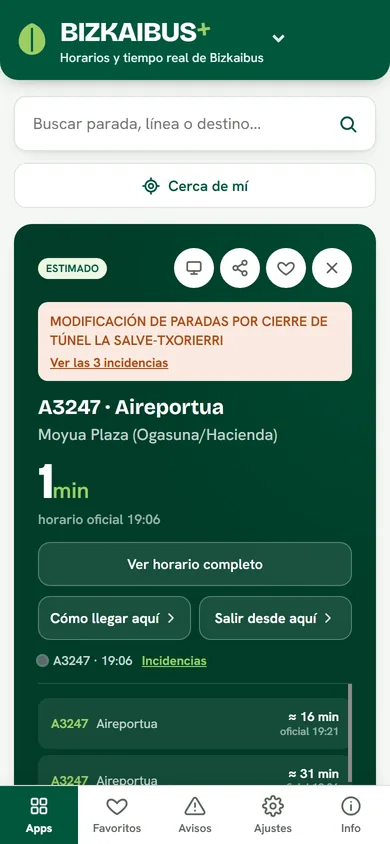 BIZKAIBUS+
Horarios y tiempo real de Bizkaibus
Buscar parada, línea o destino...
Cerca de mí
ESTIMADO
MODIFICACIÓN DE PARADAS POR CIERRE DE
TÚNEL LA SALVE-TXORIERRI
Ver las 3 incidencias
A3247 · Aireportua
Moyua Plaza (Ogasuna/Hacienda)
1min
horario oficial 19:06
Ver horario completo
Cómo llegar aquí
Salir desde aquí
A3247 · 19:06 Incidencias
A3247 Aireportua ≈ 16 min
oficial 19:21
A3247 Aireportua ≈ 31 min
Apps
Favoritos
Avisos
Ajustes
Info